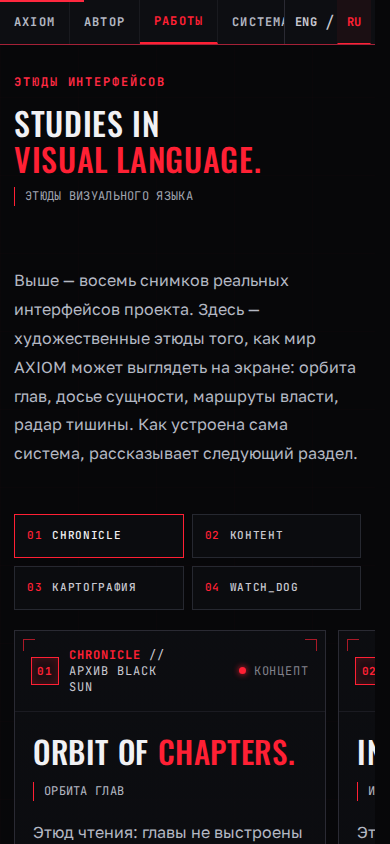 AXIOM АВТОР РАБОТЫ СИСТЕМА ENG / RU
ЭТЮДЫ ИНТЕРФЕЙСОВ
STUDIES IN
VISUAL LANGUAGE.
ЭТЮДЫ ВИЗУАЛЬНОГО ЯЗЫКА
Выше — восемь снимков реальных
интерфейсов проекта. Здесь —
художественные этюды того, как мир
AXIOM может выглядеть на экране: орбита
глав, досье сущности, маршруты власти,
радар тишины. Как устроена сама
система, рассказывает следующий раздел.
01 CHRONICLE 02 КОНТЕНТ
03 КАРТОГРАФИЯ 04 WATCH_DOG
CHRONICLE //
01 АРХИВ BLACK КОНЦЕПТ 02
SUN
ORBIT OF CHAPTERS.
ОРБИТА ГЛАВ
Этюд чтения: главы не выстроены